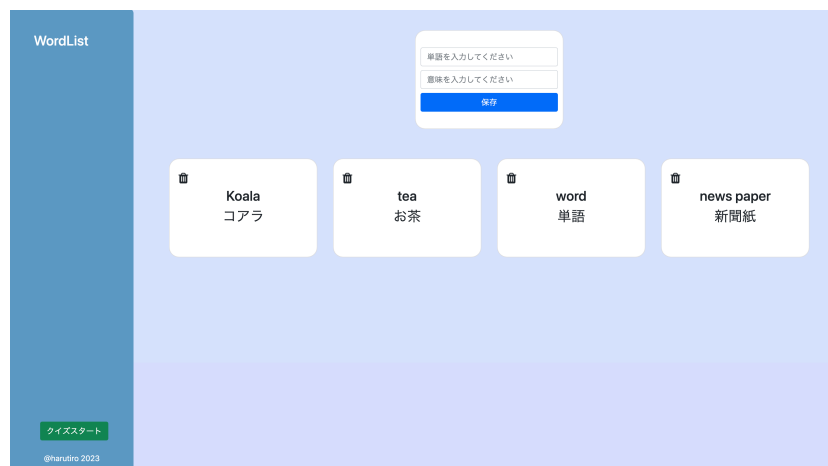 WordList
単語を入力してください
意味を入力してください
保存
Koala
コアラ
tea
お茶
word
単語
news paper
新聞紙
クイズスタート
@harutiro 2023